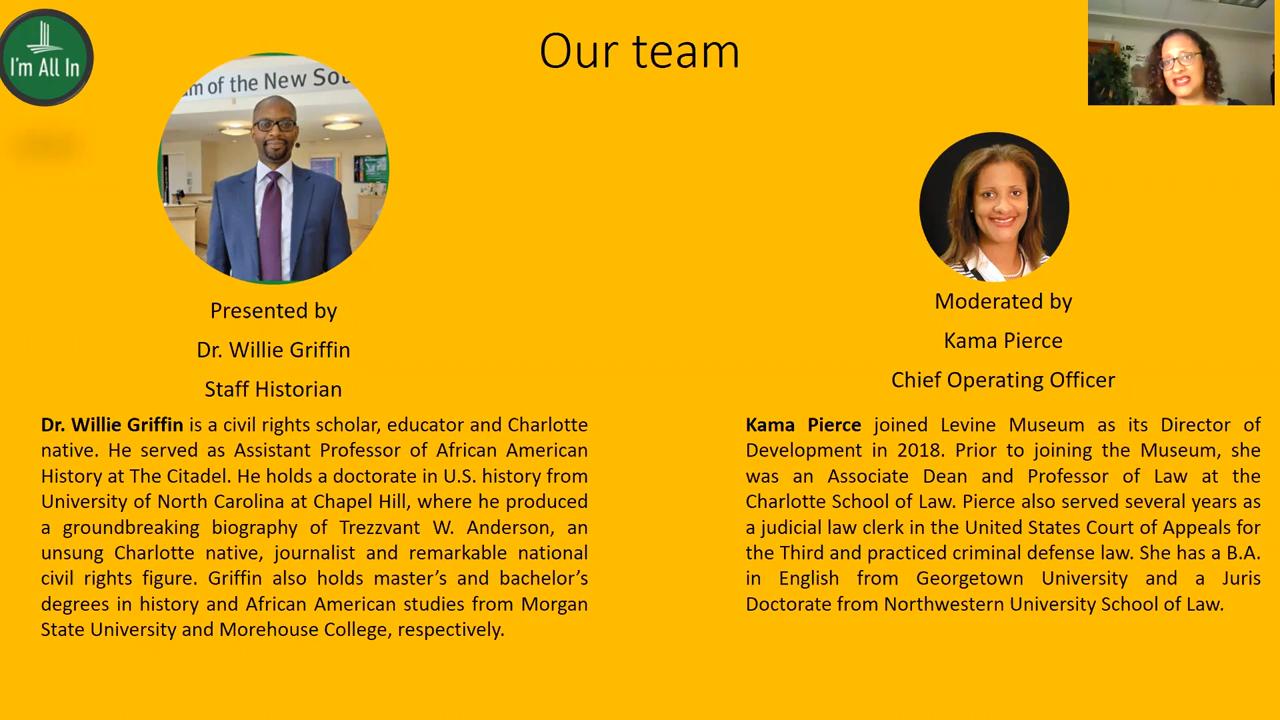 I'm All In
Our team
m of the New Sou
Presented by
Dr. Willie Griffin
Staff Historian
Dr. Willie Griffin is a civil rights scholar, educator and Charlotte
native. He served as Assistant Professor of African American
History at The Citadel. He holds a doctorate in U.S. history from
University of North Carolina at Chapel Hill, where he produced
a groundbreaking biography of Trezzvant W. Anderson, an
unsung Charlotte native, journalist and remarkable national
civil rights figure. Griffin also holds master's and bachelor's
degrees in history and African American studies from Morgan
State University and Morehouse College, respectively.
Moderated by
Kama Pierce
Chief Operating Officer
Kama Pierce joined Levine Museum as its Director of
Development in 2018. Prior to joining the Museum, she
was an Associate Dean and Professor of Law at the
Charlotte School of Law. Pierce also served several years as
a judicial law clerk in the United States Court of Appeals for
the Third and practiced criminal defense law. She has a B.A.
in English from Georgetown University and a Juris
Doctorate from Northwestern University School of Law.